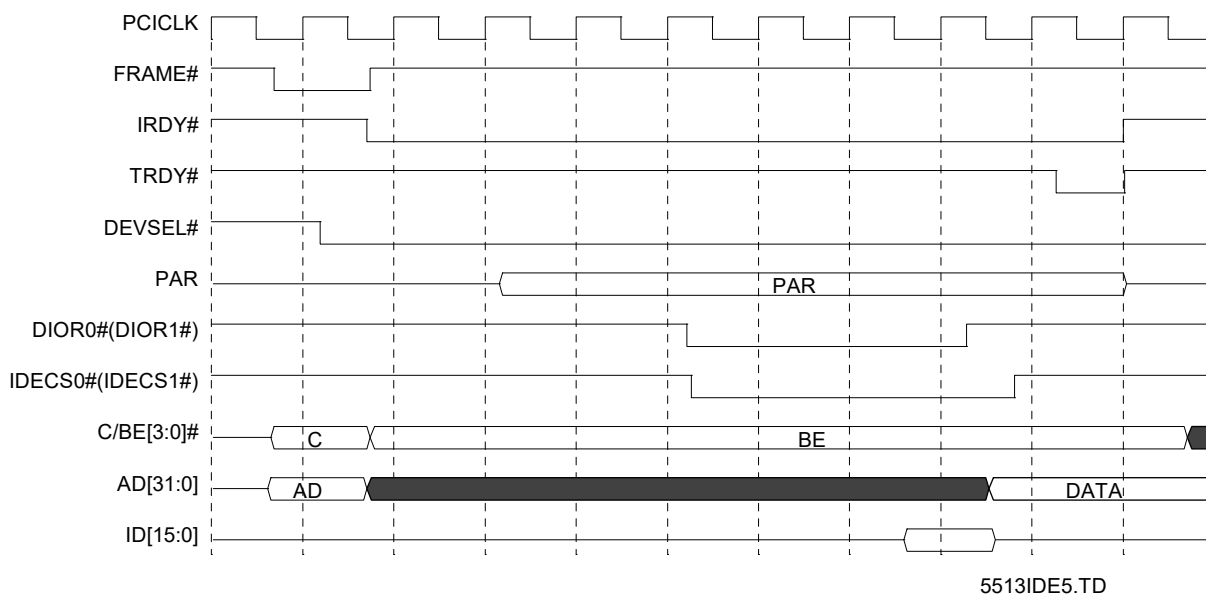 PCICLK
FRAME#
IRDY#
TRDY#
DEVSEL#
PAR PAR
DIOR0#(DIOR1#)
IDECS0#(IDECS1#)
C/BE[3:0]# C BE
AD[31:0] AD DATA
ID[15:0]
5513IDE5.TD